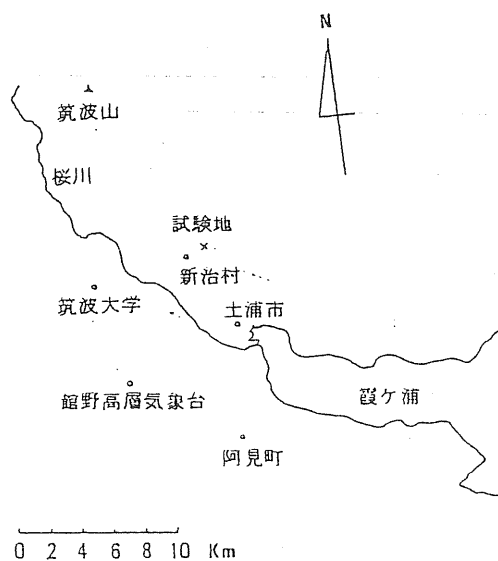 N
筑波山
桜川
試験地
新治村
筑波大学
土浦市
館野高層気象台
霞ケ浦
阿見町
0 2 4 6 8 10 Km